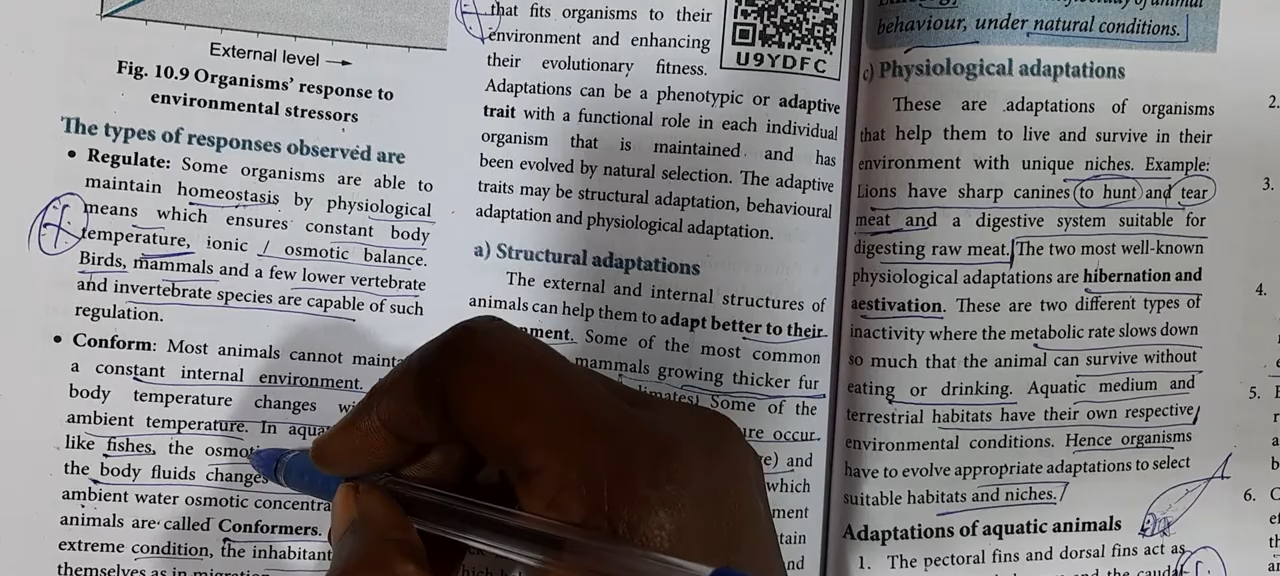 External level
Fig. 10.9 Organisms' response to
environmental stressors
The types of responses observed are
• Regulate: Some organisms are able to
maintain homeostasis by physiological
means which ensures constant body
temperature, ionic / osmotic balance.
Birds, mammals and a few lower vertebrate
and invertebrate species are capable of such
regulation.
• Conform: Most animals cannot
a constant internal environment.
body temperature changes
ambient temperature. In
like fishes, the
the body fluids changes
ambient water osmotic
animals are called Conformers.
extreme condition, the
themselves as in
that fits organisms to their
environment and enhancing
their evolutionary fitness.
U9YDFC
Adaptations can be a phenotypic or adaptive
trait with a functional role in each individual
organism that is maintained and has
been evolved by natural selection. The adaptive
traits may be structural adaptation, behavioural
adaptation and physiological adaptation.
a) Structural adaptations
The external and internal structures of
animals can help them to adapt better to their
Some of the most common
mammals growing thicker fur
Some of the
occur.
and
which
behaviour, under natural conditions.
c) Physiological adaptations
These are adaptations of organisms
that help them to live and survive in their
environment with unique niches. Example:
Lions have sharp canines to hunt and tear
meat and a digestive system suitable for
digesting raw meat. The two most well-known
physiological adaptations are hibernation and
aestivation. These are two different types of
inactivity where the metabolic rate slows down
so much that the animal can survive without
eating or drinking. Aquatic medium and
terrestrial habitats have their own respective
environmental conditions. Hence organisms
have to evolve appropriate adaptations to select
suitable habitats and niches.
Adaptations of aquatic animals
1. The pectoral fins and dorsal fins act as
2.
3.
4.
5.
6.